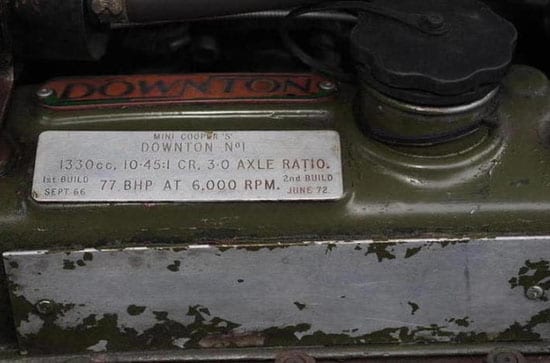 DOWNTON
MINI COOPER 'S'
DOWNTON No1
1330cc. 10·45:1 CR. 3·0 AXLE RATIO.
1st BUILD 77 BHP AT 6,000 RPM. 2nd BUILD
SEPT. 66 JUNE 72